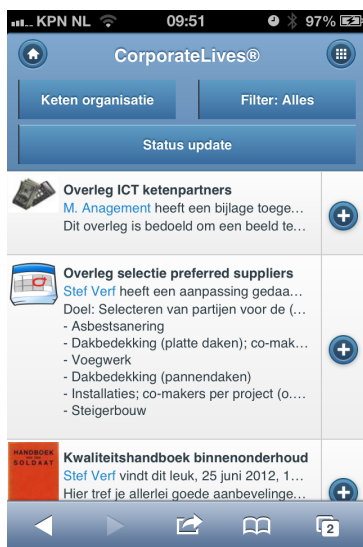 KPN NL 09:51 97%
CorporateLives®
Keten organisatie Filter: Alles
Status update
Overleg ICT ketenpartners
M. Anagement heeft een bijlage toege...
Dit overleg is bedoeld om een beeld te...
Overleg selectie preferred suppliers
Stef Verf heeft een aanpassing gedaa...
Doel: Selecteren van partijen voor de (...
- Asbestsanering
- Dakbedekking (platte daken); co-mak...
- Voegwerk
- Dakbedekking (pannendaken)
- Installaties; co-makers per project (o....
- Steigerbouw
HANDBOEK
SOLDAAT
Kwaliteitshandboek binnenonderhoud
Stef Verf vindt dit leuk, 25 juni 2012, 1...
Hier tref je allerlei goede aanbevelinge...
2